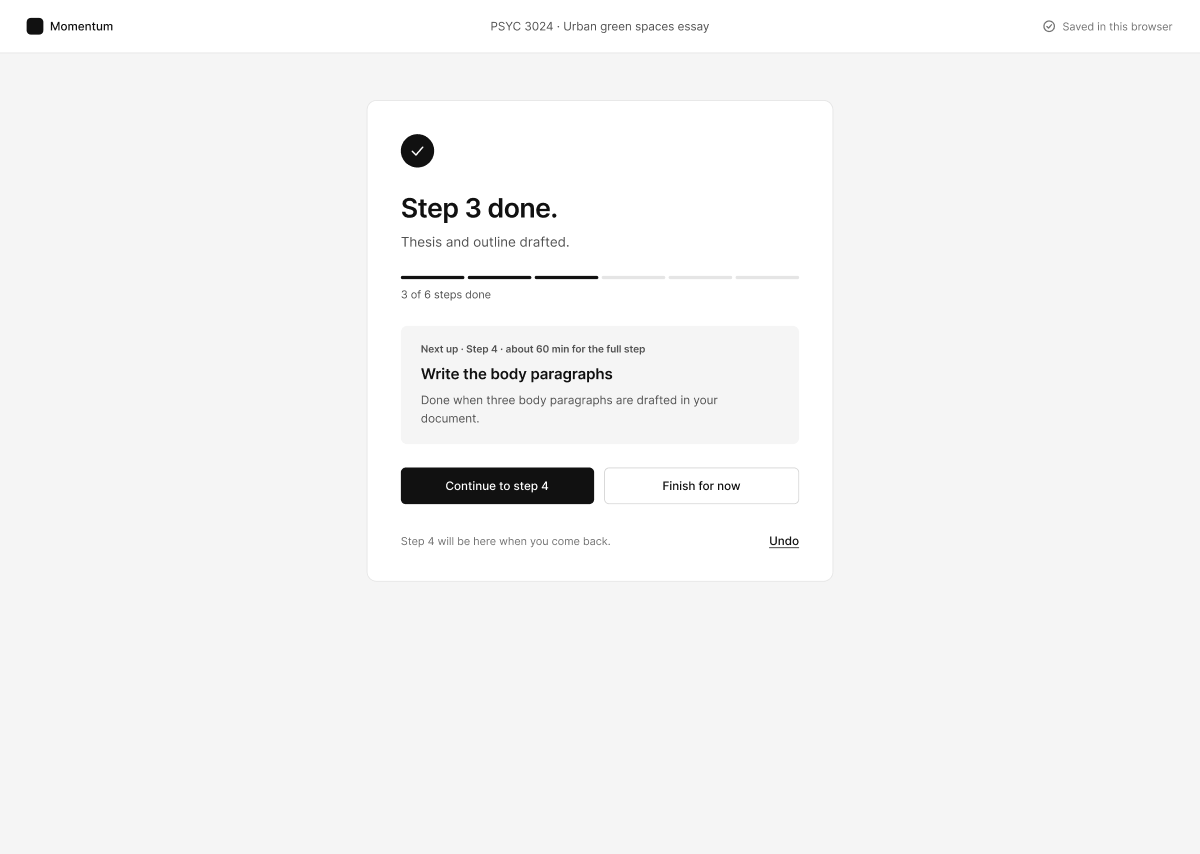 Momentum
PSYC 3024 · Urban green spaces essay
Saved in this browser
Step 3 done.
Thesis and outline drafted.
3 of 6 steps done
Next up · Step 4 · about 60 min for the full step
Write the body paragraphs
Done when three body paragraphs are drafted in your
document.
Continue to step 4
Finish for now
Step 4 will be here when you come back.
Undo